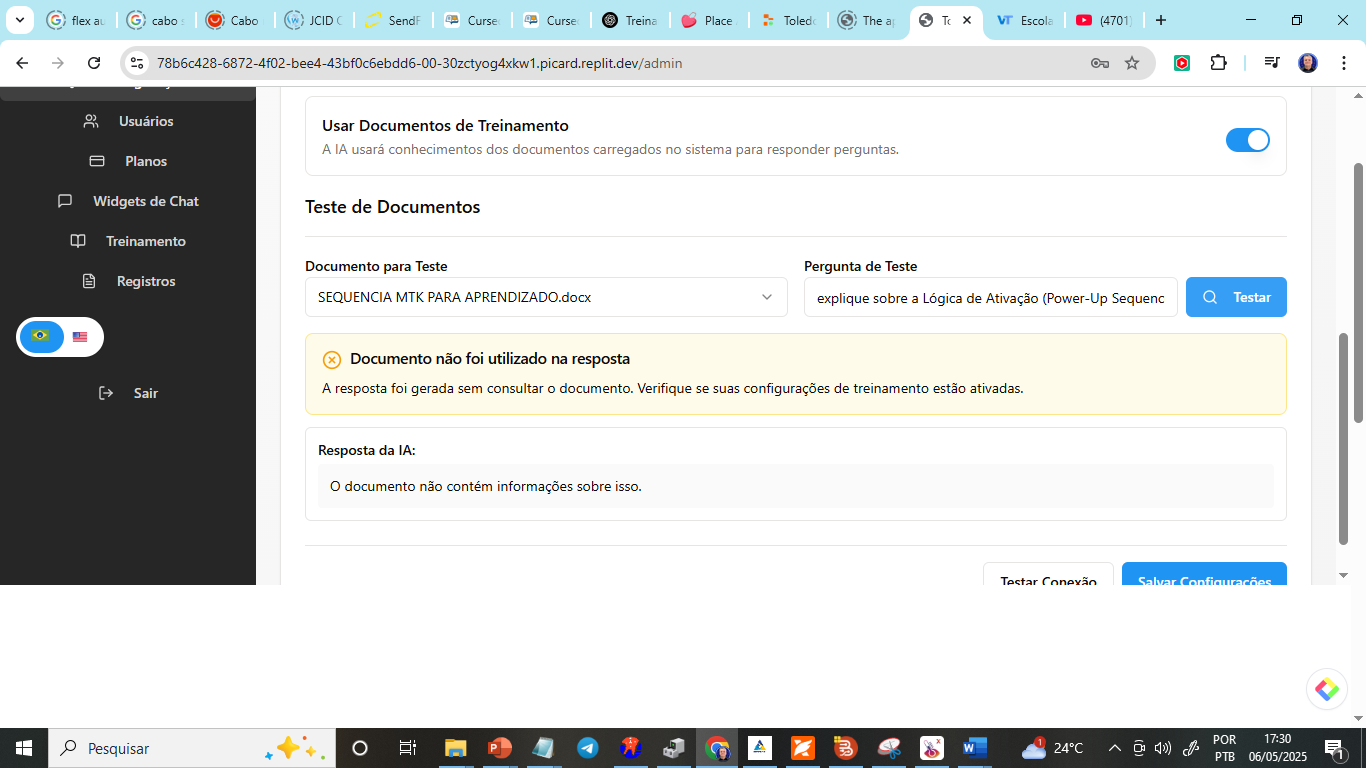 flex au
cabo s
Cabo
JCID C
SendF
Curse
Curse
Treina
Place
Toled
The ap
To
Escola
(4701)
78b6c428-6872-4f02-bee4-43bf0c6ebdd6-00-30zctyog4xkw1.picard.replit.dev/admin
Usuários
Planos
Widgets de Chat
Treinamento
Registros
Sair
Usar Documentos de Treinamento
A IA usará conhecimentos dos documentos carregados no sistema para responder perguntas.
Teste de Documentos
Documento para Teste
Pergunta de Teste
SEQUENCIA MTK PARA APRENDIZADO.docx
explique sobre a Lógica de Ativação (Power-Up Sequenc
Testar
Documento não foi utilizado na resposta
A resposta foi gerada sem consultar o documento. Verifique se suas configurações de treinamento estão ativadas.
Resposta da IA:
O documento não contém informações sobre isso.
Testar Conexão
Salvar Configurações
Pesquisar
1
24°C
POR
PTB
17:30
06/05/2025
1